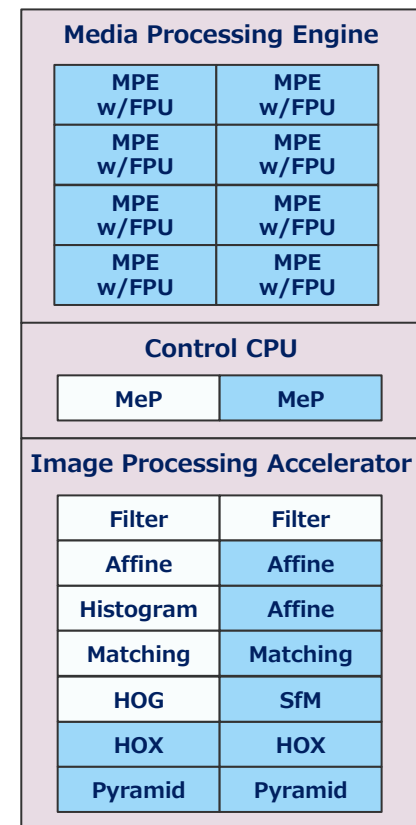 Media Processing Engine
MPE MPE
w/FPU w/FPU
MPE MPE
w/FPU w/FPU
MPE MPE
w/FPU w/FPU
MPE MPE
w/FPU w/FPU
Control CPU
MeP MeP
Image Processing Accelerator
Filter Filter
Affine Affine
Histogram Affine
Matching Matching
HOG SfM
HOX HOX
Pyramid Pyramid